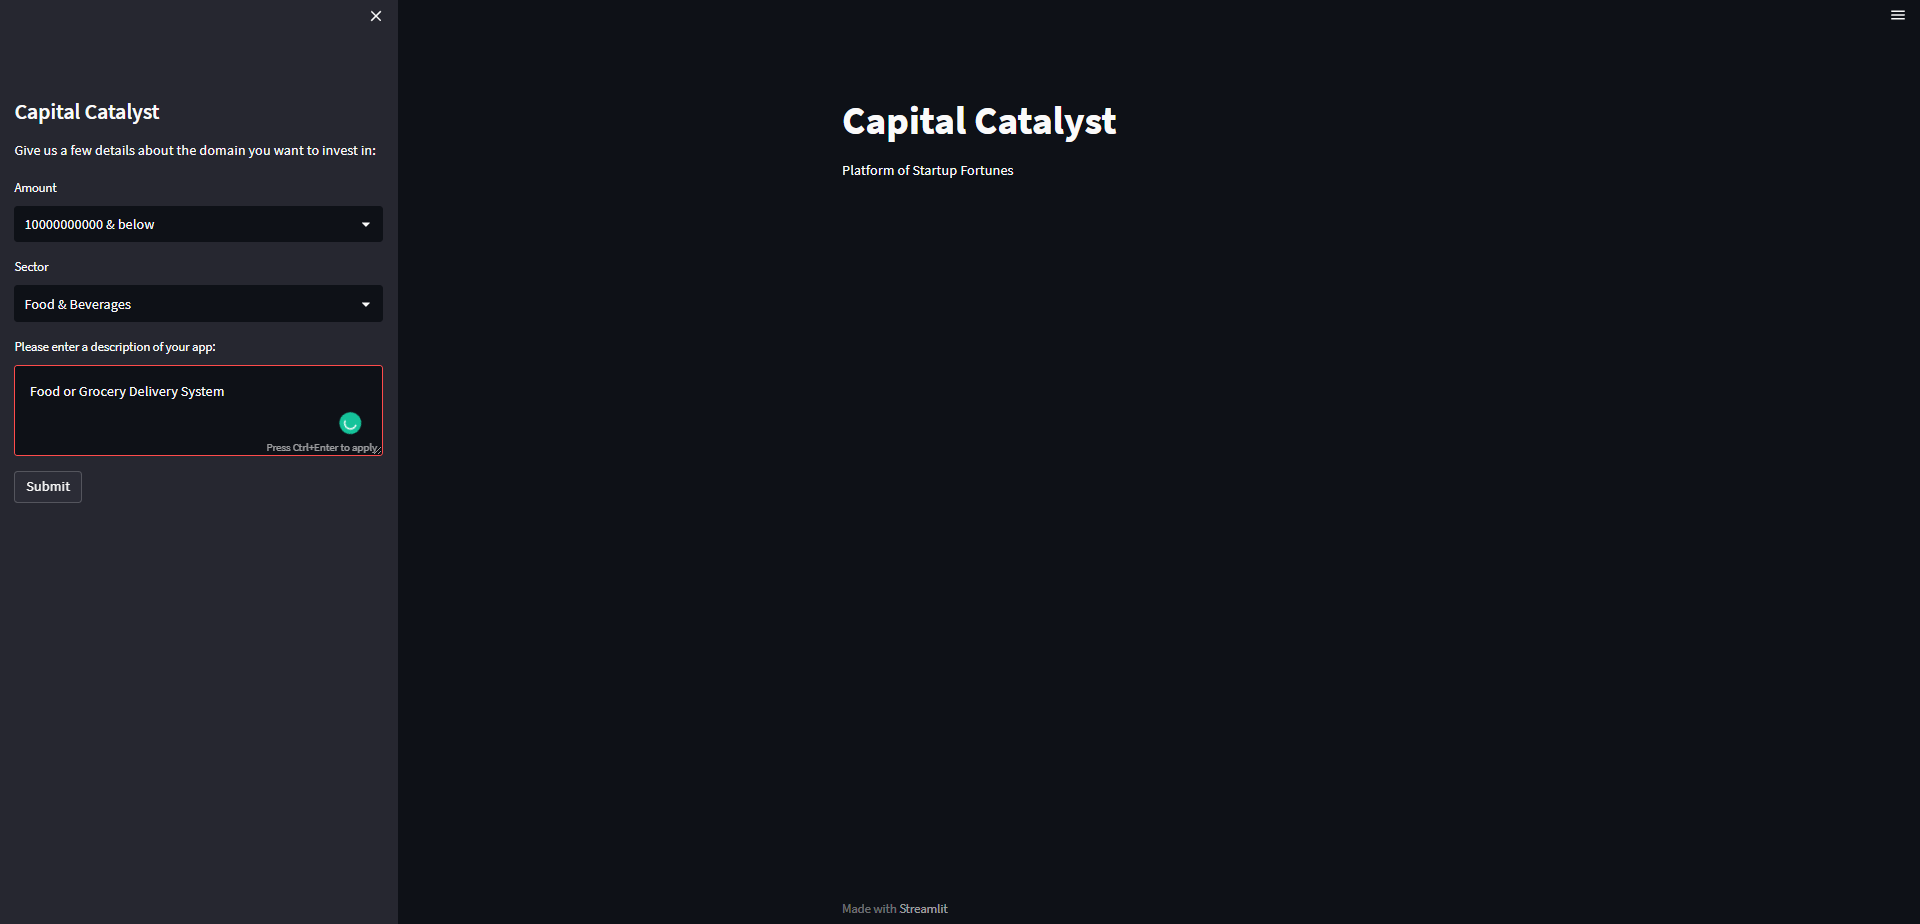 Capital Catalyst
Give us a few details about the domain you want to invest in:
Amount
10000000000 & below
Sector
Food & Beverages
Please enter a description of your app:
Food or Grocery Delivery System
Press Ctrl+Enter to apply
Submit
Capital Catalyst
Platform of Startup Fortunes
Made with Streamlit